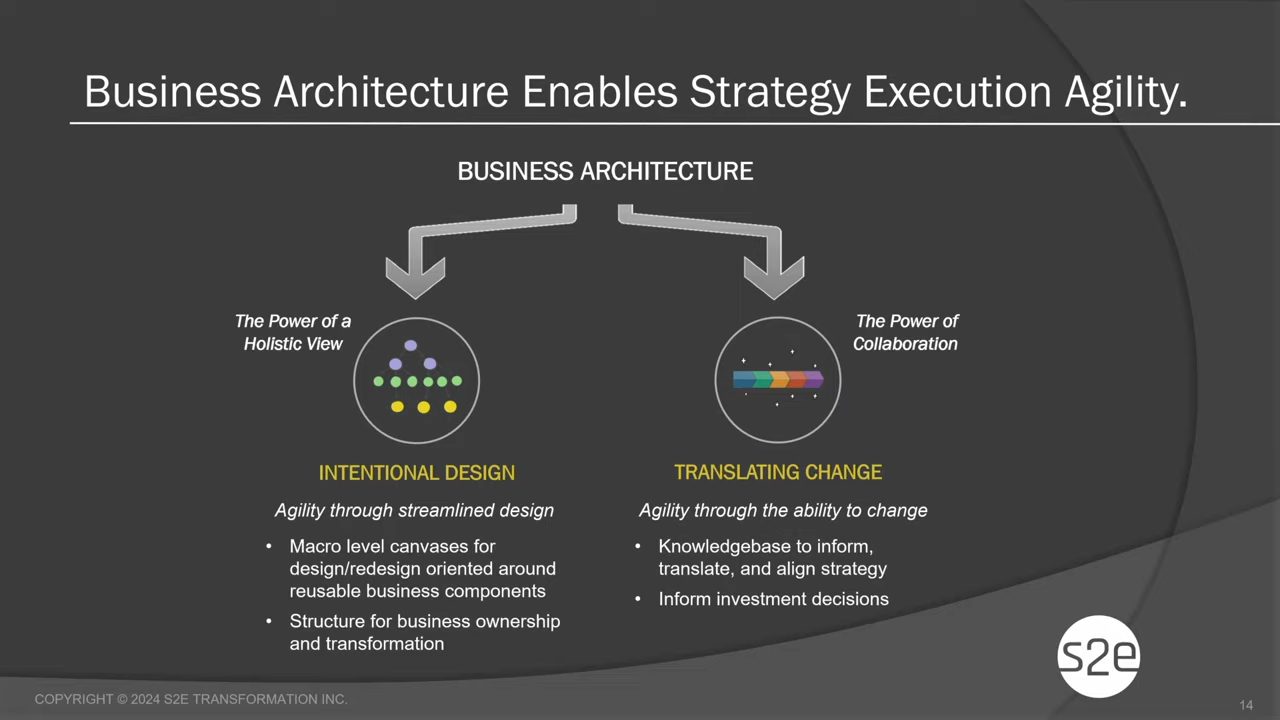 Business Architecture Enables Strategy Execution Agility.
BUSINESS ARCHITECTURE
The Power of a
Holistic View
INTENTIONAL DESIGN
Agility through streamlined design
• Macro level canvases for
design/redesign oriented around
reusable business components
• Structure for business ownership
and transformation
The Power of
Collaboration
TRANSLATING CHANGE
Agility through the ability to change
• Knowledgebase to inform,
translate, and align strategy
• Inform investment decisions
s2e
COPYRIGHT © 2024 S2E TRANSFORMATION INC.
14